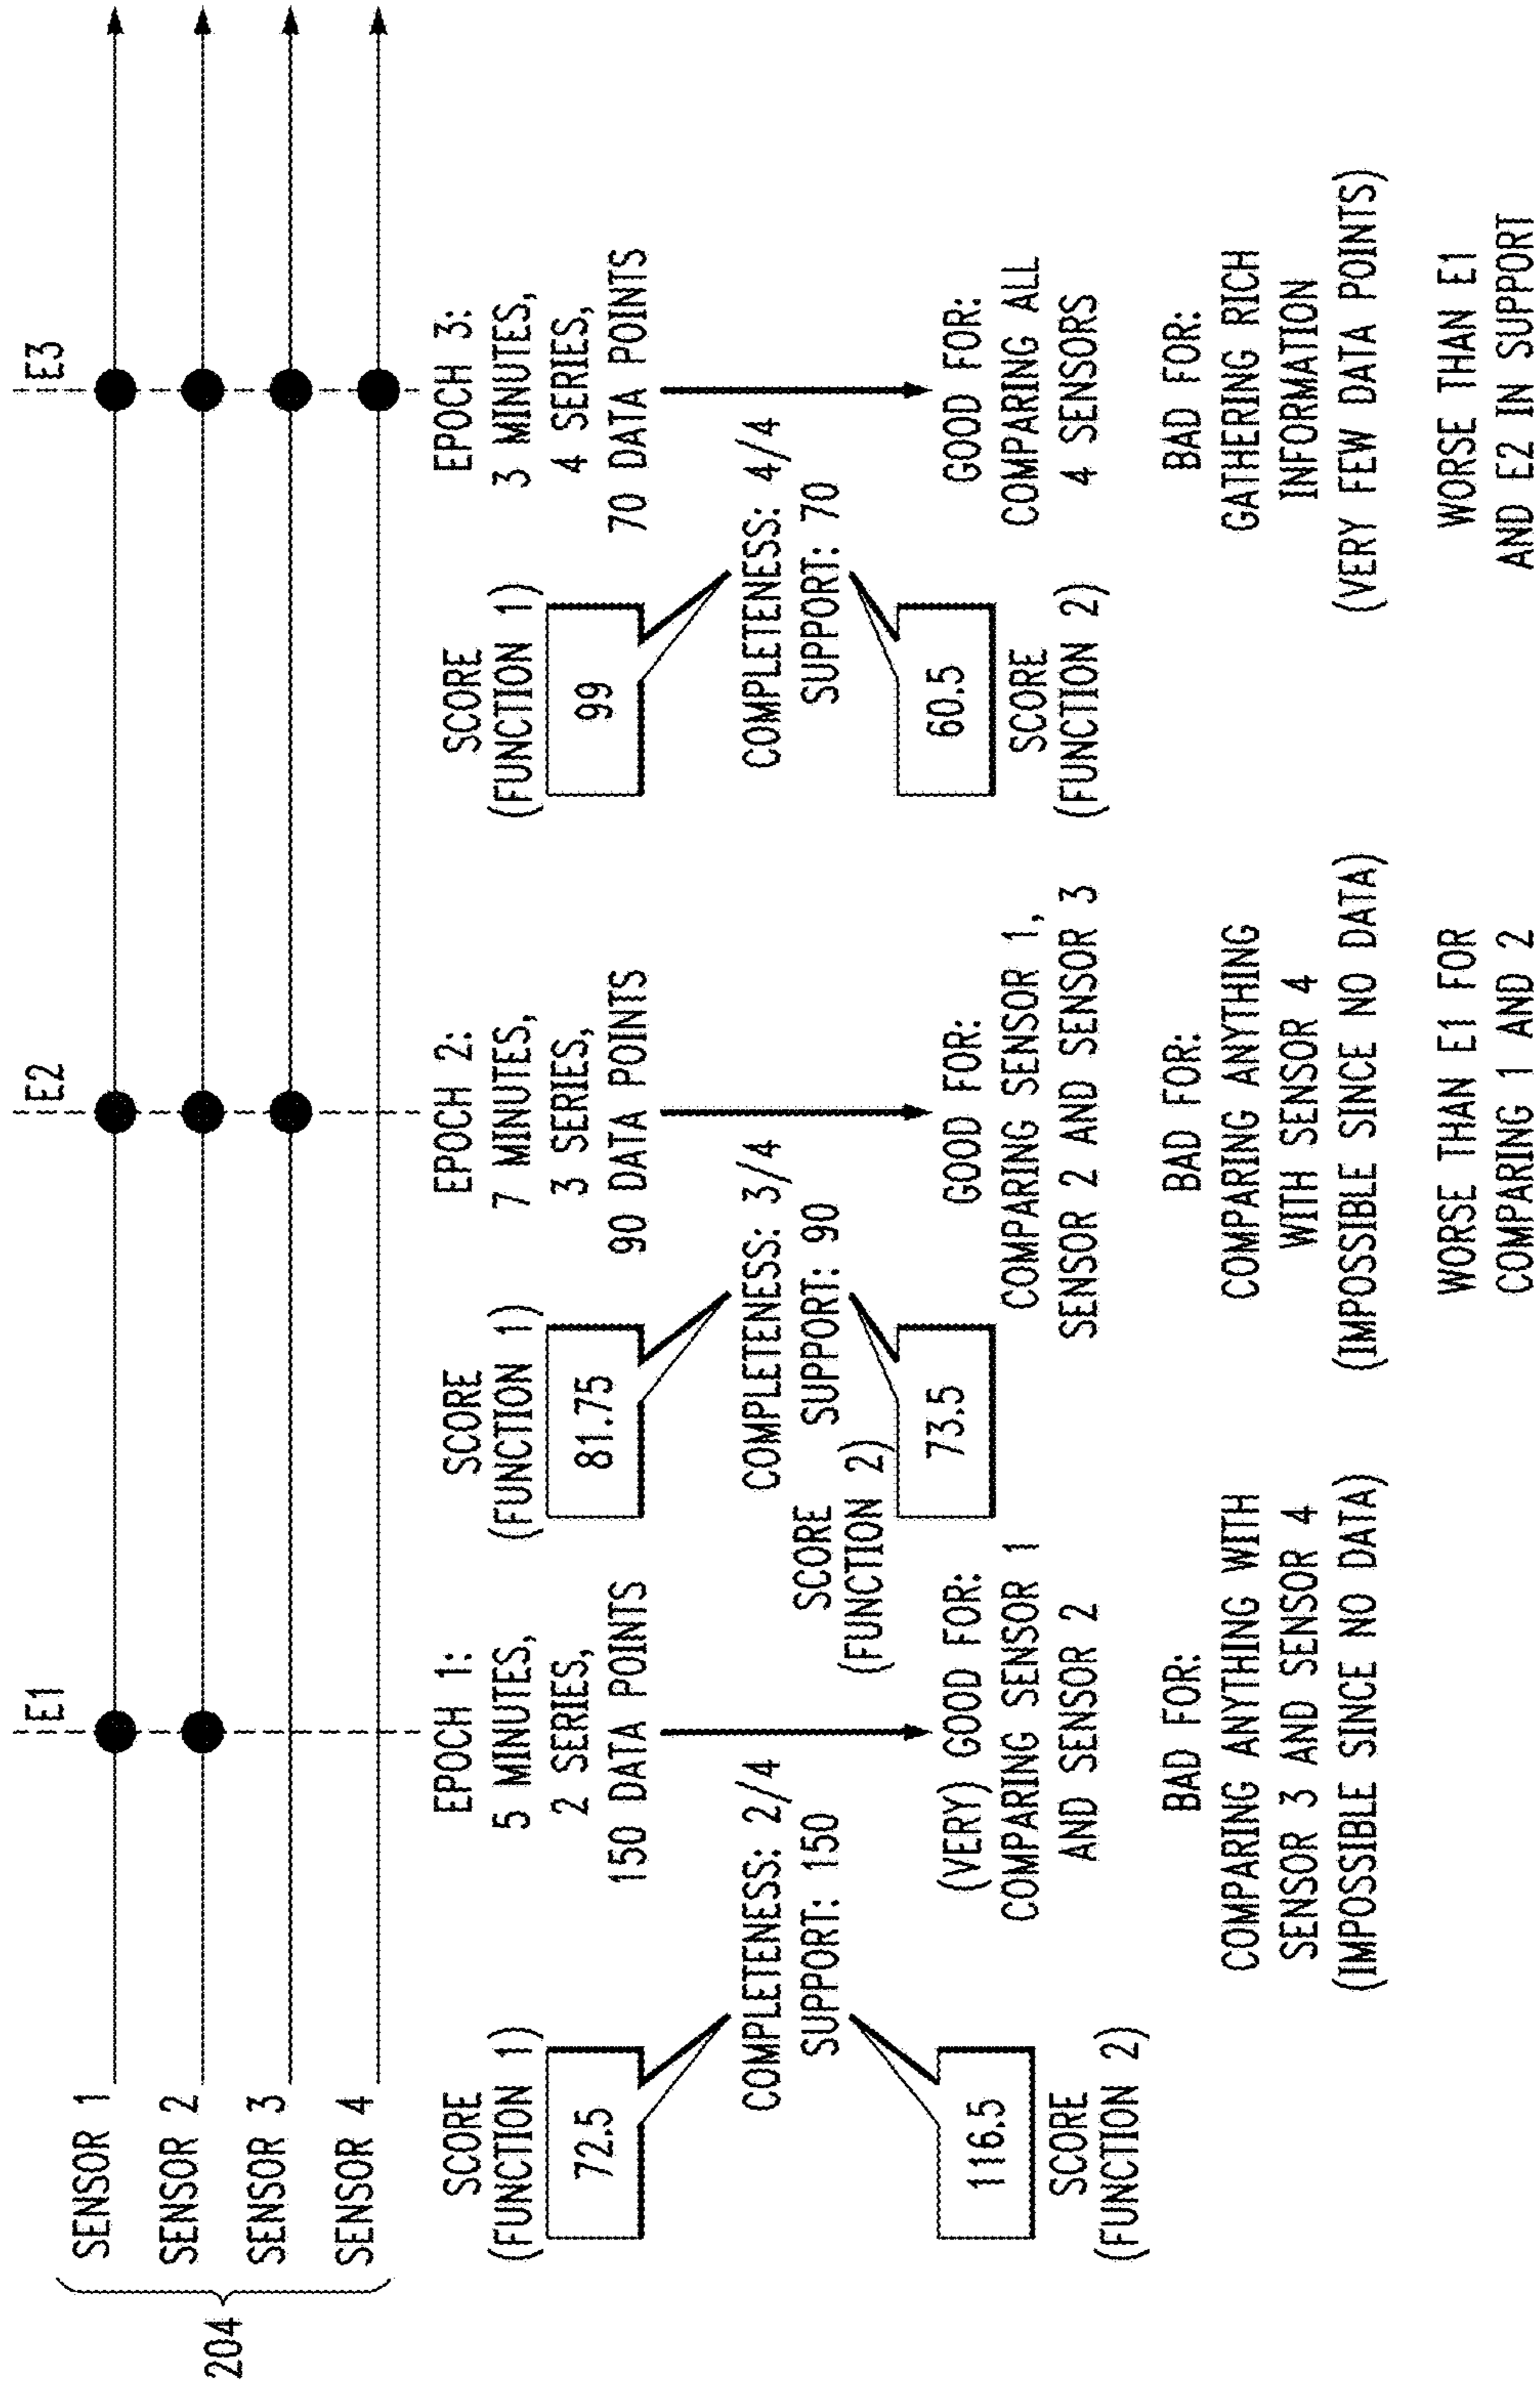 E1
E2
E3
SENSOR 1
SENSOR 2
SENSOR 3
SENSOR 4
204
EPOCH 1:
5 MINUTES,
2 SERIES,
150 DATA POINTS
SCORE
(FUNCTION 1)
72.5
COMPLETENESS: 2/4
SUPPORT: 150
116.5
SCORE
(FUNCTION 2)
(VERY) GOOD FOR:
COMPARING SENSOR 1
AND SENSOR 2
BAD FOR:
COMPARING ANYTHING WITH
SENSOR 3 AND SENSOR 4
(IMPOSSIBLE SINCE NO DATA)
EPOCH 2:
7 MINUTES,
3 SERIES,
90 DATA POINTS
SCORE
(FUNCTION 1)
81.75
COMPLETENESS: 3/4
SUPPORT: 90
SCORE
(FUNCTION 2)
73.5
GOOD FOR:
COMPARING SENSOR 1,
SENSOR 2 AND SENSOR 3
BAD FOR:
COMPARING ANYTHING
WITH SENSOR 4
(IMPOSSIBLE SINCE NO DATA)
WORSE THAN E1 FOR
COMPARING 1 AND 2
EPOCH 3:
3 MINUTES,
4 SERIES,
70 DATA POINTS
SCORE
(FUNCTION 1)
99
COMPLETENESS: 4/4
SUPPORT: 70
60.5
SCORE
(FUNCTION 2)
GOOD FOR:
COMPARING ALL
4 SENSORS
BAD FOR:
GATHERING RICH
INFORMATION
(VERY FEW DATA POINTS)
WORSE THAN E1
AND E2 IN SUPPORT